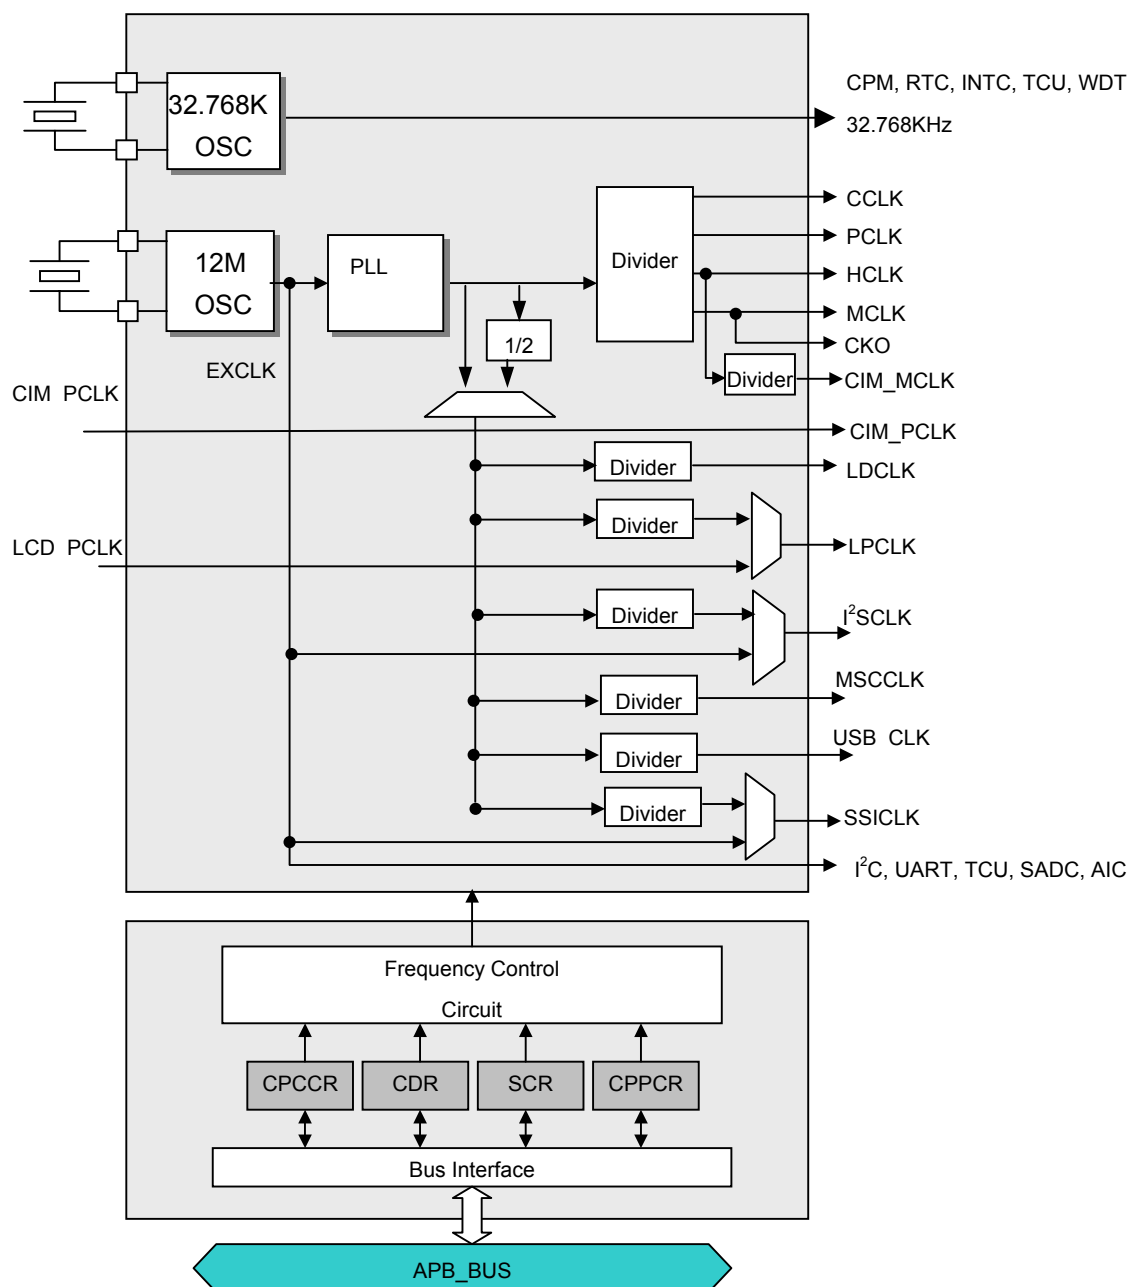 CPM, RTC, INTC, TCU, WDT
32.768K
OSC
32.768KHz
CCLK
PCLK
12M
OSC
PLL
Divider
HCLK
MCLK
1/2
CKO
EXCLK
Divider
CIM_MCLK
CIM PCLK
CIM_PCLK
Divider
LDCLK
Divider
LCD PCLK
LPCLK
Divider
I²SCLK
Divider
MSCCLK
Divider
USB CLK
Divider
SSICLK
I²C, UART, TCU, SADC, AIC
Frequency Control
Circuit
CPCCR
CDR
SCR
CPPCR
Bus Interface
APB_BUS